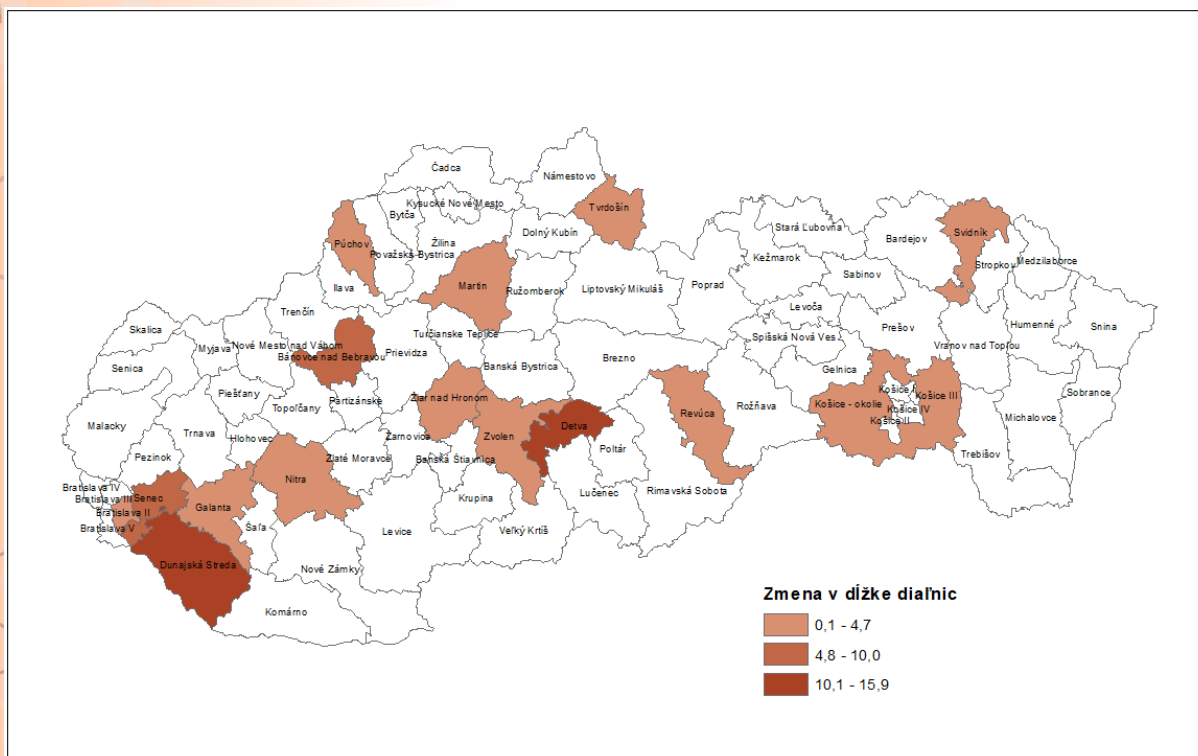 Čadca
Námestovo
Kysucké Nové Mesto
Tvrdošín
Bytča
Stará Ľubovňa
Svidník
Dolný Kubín
Bardejov
Púchov
Žilina
Považská Bystrica
Kežmarok
Medzilaborce
Stropkov
Sabinov
Ilava
Martin
Ružomberok
Liptovský Mikuláš
Poprad
Levoča
Trenčín
Skalica
Turčianske Teplice
Prešov
Humenné
Snina
Myjava
Nové Mesto nad Váhom
Spišská Nová Ves
Vranov nad Topľou
Bánovce nad Bebravou
Prievidza
Brezno
Senica
Banská Bystrica
Gelnica
Piešťany
Košice I
Sobrance
Partizánske
Žiar nad Hronom
Košice - okolie
Košice III
Topoľčany
Rožňava
Košice IV
Revúca
Michalovce
Malacky
Košice II
Detva
Trnava
Hlohovec
Žarnovica
Zvolen
Poltár
Pezinok
Zlaté Moravce
Banská Štiavnica
Trebišov
Nitra
Bratislava IV
Rimavská Sobota
Lučenec
Bratislava III
Senec
Krupina
Galanta
Bratislava II
Bratislava V
Šaľa
Levice
Veľký Krtíš
Dunajská Streda
Nové Zámky
Komárno
Zmena v dĺžke diaľnic
0,1 - 4,7
4,8 - 10,0
10,1 - 15,9